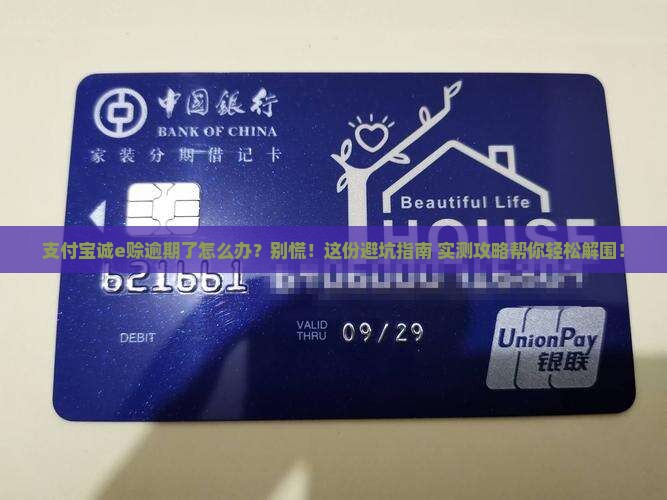 中国银行
BANK OF CHINA
家装分期借记卡
Beautiful Life
HOUSE
支付宝诚e赊逾期了怎么办？别慌！这份避坑指南 实测攻略帮你轻松解围！
621661
DEBIT
VALID
THRU
09/29
UnionPay
银联